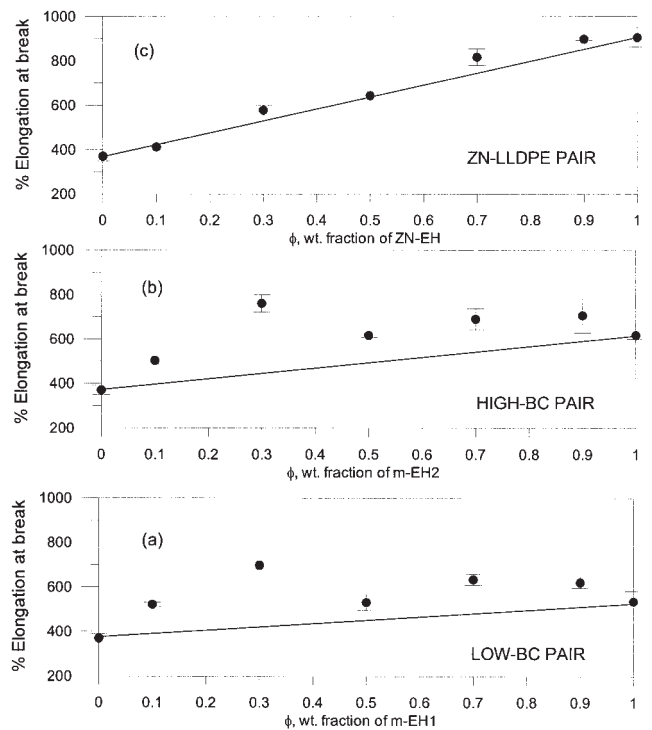 1000
(c)
800
600
400
ZN-LLDPE PAIR
200
% Elongation at break
0 0.1 0.2 0.3 0.4 0.5 0.6 0.7 0.8 0.9 1
ϕ, wt. fraction of ZN-EH
1000
(b)
800
600
400
HIGH-BC PAIR
200
% Elongation at break
0 0.1 0.2 0.3 0.4 0.5 0.6 0.7 0.8 0.9 1
ϕ, wt. fraction of m-EH2
1000
(a)
800
600
400
LOW-BC PAIR
200
% Elongation at break
0 0.1 0.2 0.3 0.4 0.5 0.6 0.7 0.8 0.9 1
ϕ, wt. fraction of m-EH1